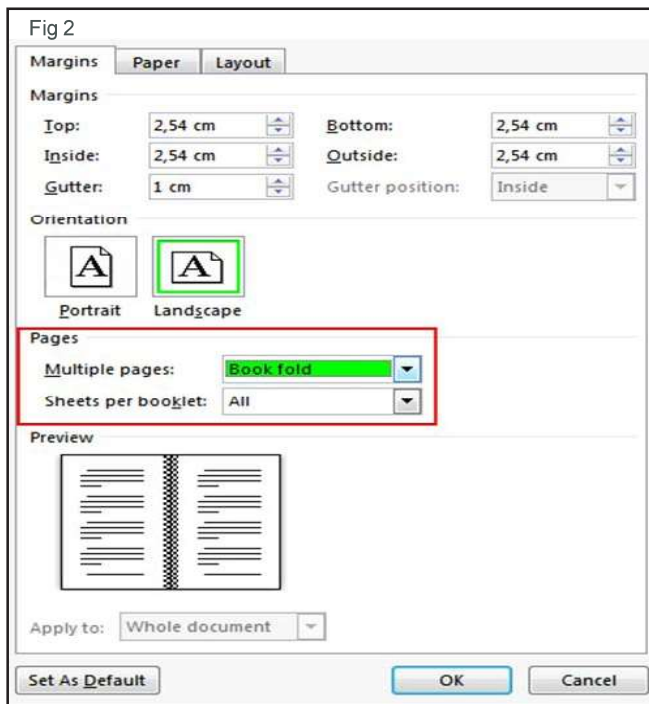 Fig 2
Margins Paper Layout
Margins
Top: 2,54 cm Bottom: 2,54 cm
Inside: 2,54 cm Outside: 2,54 cm
Gutter: 1 cm Gutter position: Inside
Orientation
A A
Portrait Landscape
Pages
Multiple pages: Book fold
Sheets per booklet: All
Preview
Apply to: Whole document
Set As Default OK Cancel